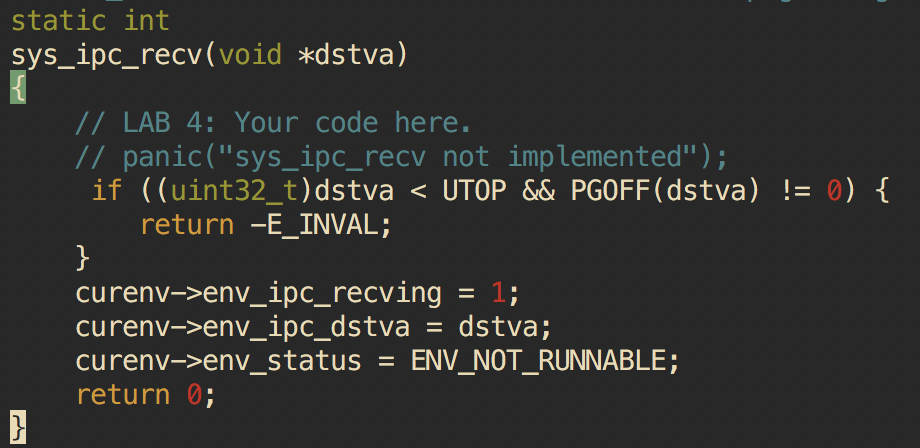 static int
sys_ipc_recv(void *dstva)
{
    // LAB 4: Your code here.
    // panic("sys_ipc_recv not implemented");
     if ((uint32_t)dstva < UTOP && PGOFF(dstva) != 0) {
        return -E_INVAL;
    }
    curenv->env_ipc_recving = 1;
    curenv->env_ipc_dstva = dstva;
    curenv->env_status = ENV_NOT_RUNNABLE;
    return 0;
}